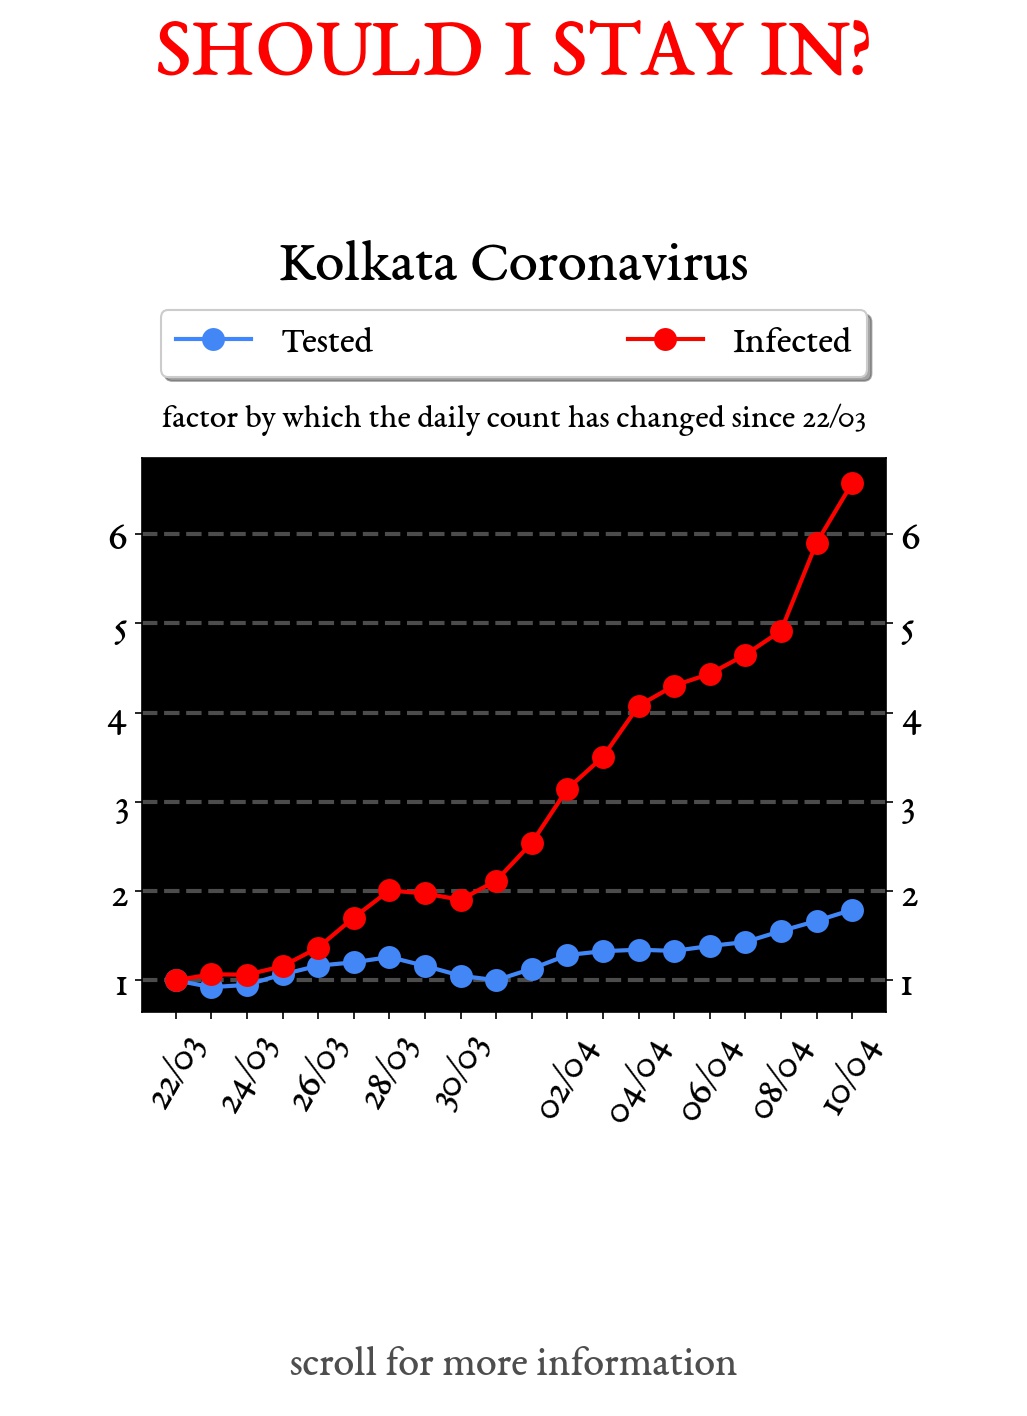 SHOULD I STAY IN?
Kolkata Coronavirus
Tested Infected
factor by which the daily count has changed since 22/03
6 6
5 5
4 4
3 3
2 2
1 1
22/03 24/03 26/03 28/03 30/03 02/04 04/04 06/04 08/04 10/04
scroll for more information